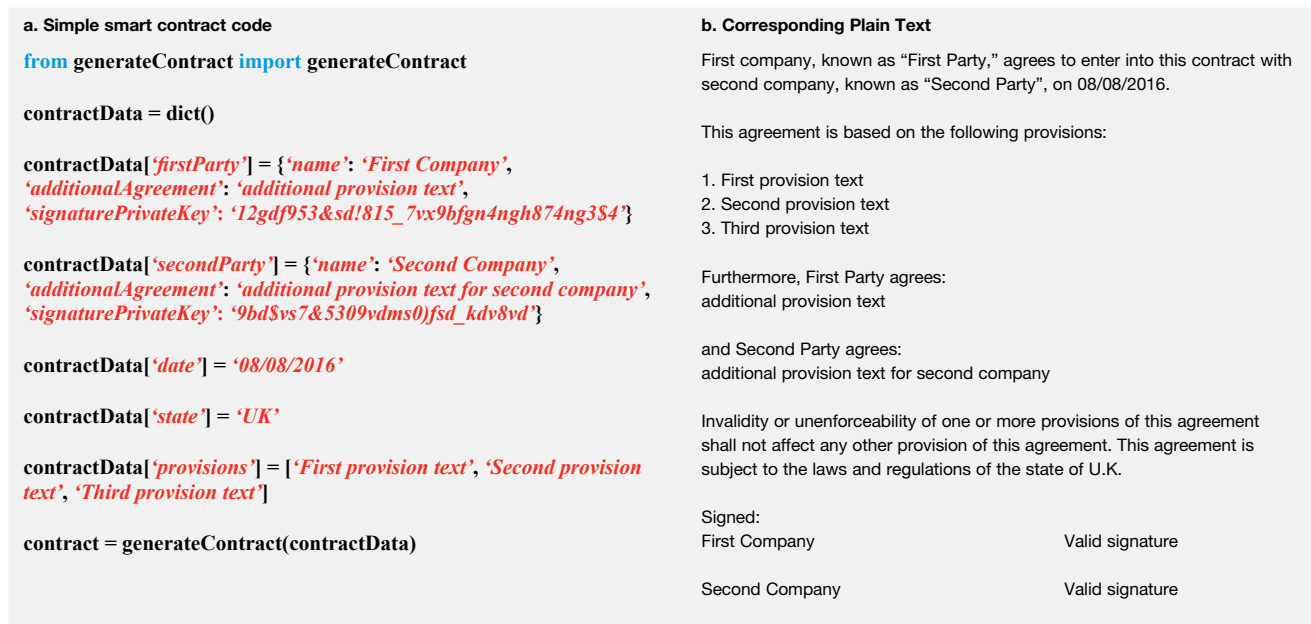 a. Simple smart contract code
from generateContract import generateContract
contractData = dict()
contractData[‘firstParty’] = {‘name’: ‘First Company’,
‘additionalAgreement’: ‘additional provision text’,
‘signaturePrivateKey’: ‘12gdf953&sd!815_7vx9bfgn4ngh874ng3$4’}
contractData[‘secondParty’] = {‘name’: ‘Second Company’,
‘additionalAgreement’: ‘additional provision text for second company’,
‘signaturePrivateKey’: ‘9bd$vs7&5309vdms0)fsd_kdv8vd’}
contractData[‘date’] = ‘08/08/2016’
contractData[‘state’] = ‘UK’
contractData[‘provisions’] = [‘First provision text’, ‘Second provision
text’, ‘Third provision text’]
contract = generateContract(contractData)
b. Corresponding Plain Text
First company, known as “First Party,” agrees to enter into this contract with
second company, known as “Second Party”, on 08/08/2016.
This agreement is based on the following provisions:
1. First provision text
2. Second provision text
3. Third provision text
Furthermore, First Party agrees:
additional provision text
and Second Party agrees:
additional provision text for second company
Invalidity or unenforceability of one or more provisions of this agreement
shall not affect any other provision of this agreement. This agreement is
subject to the laws and regulations of the state of U.K.
Signed:
First Company Valid signature
Second Company Valid signature